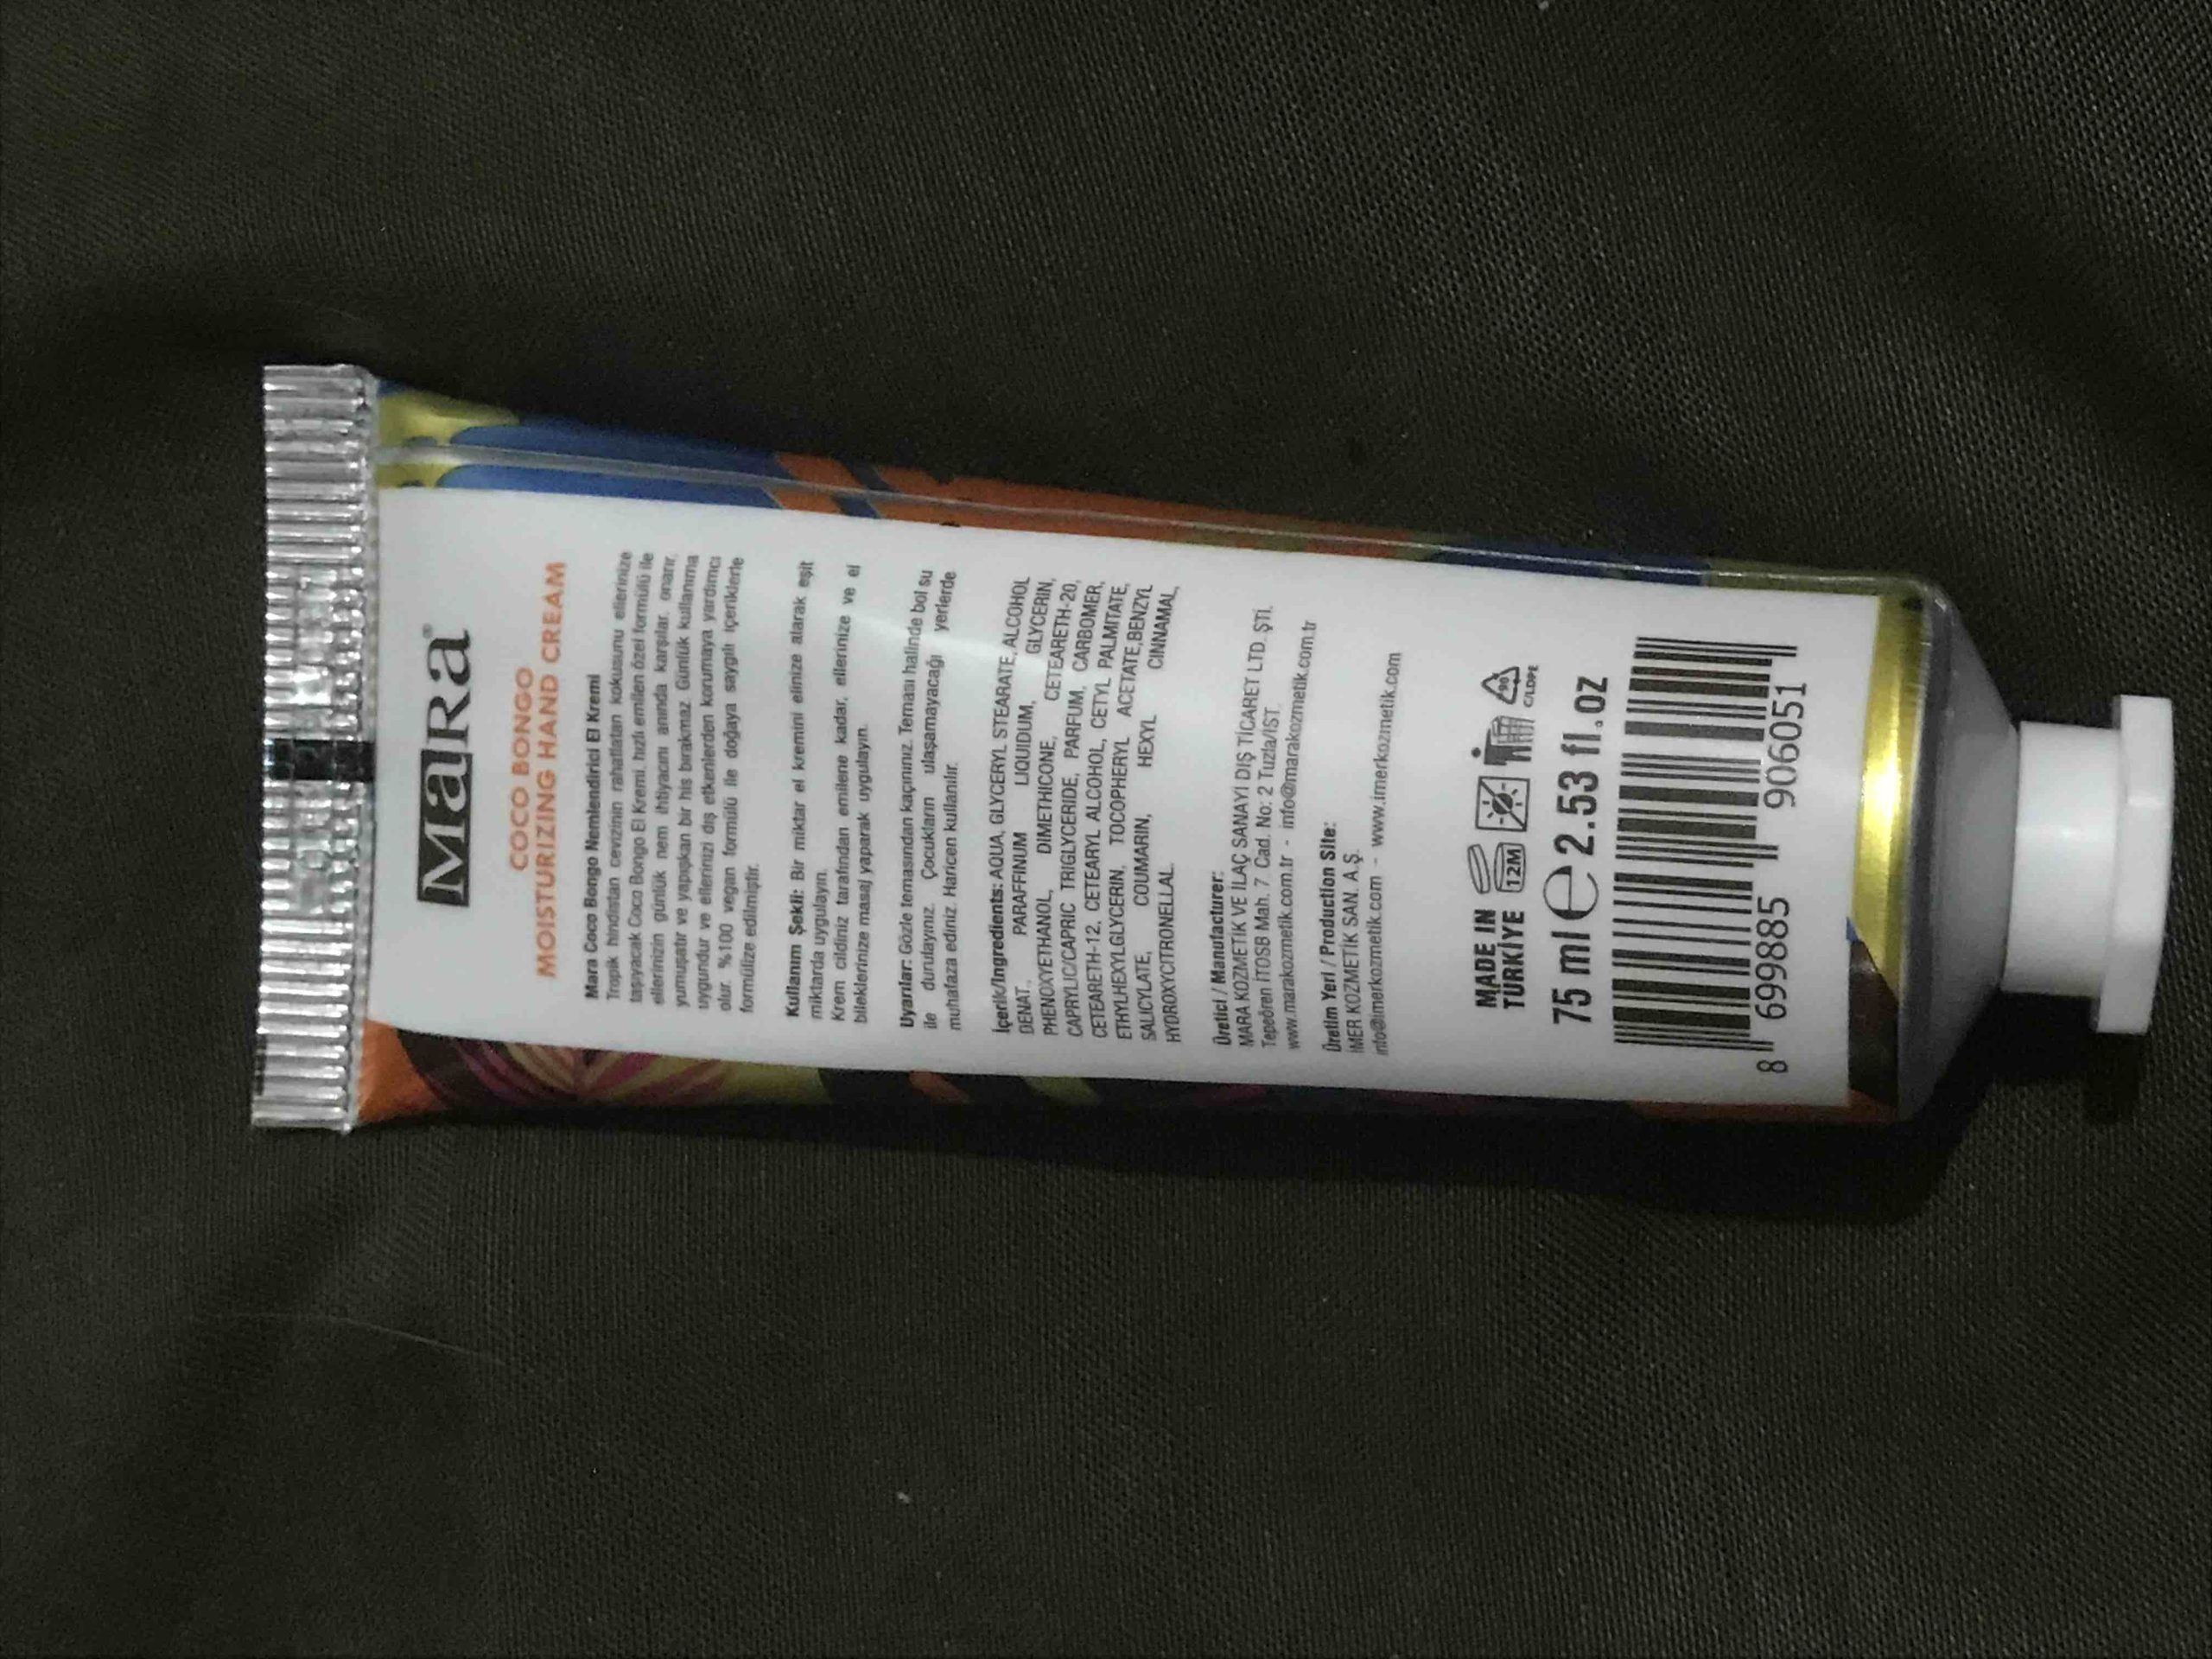 MaRa®
COCO BONGO
MOISTURIZING HAND CREAM
Mara Coco Bongo Nemlendirici El Kremi
Tropik hindistan cevizinin rahatlatan kokusunu ellerinize
taşıyacak Coco Bongo El Kremi, hızlı emilen özel formülü ile
ellerinizin günlük nem ihtiyacını anında karşılar, onarır,
yumuşatır ve yapışkan bir his bırakmaz. Günlük kullanıma
uygundur ve ellerinizi dış etkenlerden korumaya yardımcı
olur. %100 vegan formülü ile doğaya saygılı içeriklerle
formülize edilmiştir.
Kullanım Şekli: Bir miktar el kremini elinize alarak eşit
miktarda uygulayın.
Krem cildiniz tarafından emilene kadar, ellerinize ve el
bileklerinize masaj yaparak uygulayın.
Uyarılar: Gözle temasından kaçınınız. Teması halinde bol su
ile durulayınız. Çocukların ulaşamayacağı yerlerde
muhafaza ediniz. Haricen kullanılır.
İçerik/Ingredients: AQUA, GLYCERYL STEARATE, ALCOHOL
DENAT., PARAFFINUM LIQUIDUM, GLYCERIN,
PHENOXYETHANOL, DIMETHICONE, CETEARETH-20,
CAPRYLIC/CAPRIC TRIGLYCERIDE, PARFUM, CARBOMER,
CETEARETH-12, CETEARYL ALCOHOL, CETYL PALMITATE,
ETHYLHEXYLGLYCERIN, TOCOPHERYL ACETATE,BENZYL
SALICYLATE, COUMARIN, HEXYL CINNAMAL,
HYDROXYCITRONELLAL.
Üretici / Manufacturer:
MARA KOZMETİK VE İLAÇ SANAYİ DIŞ TİCARET LTD. ŞTİ.
Tepeören İTOSB Mah. 7. Cad. No: 2 Tuzla/İST.
www.marakozmetik.com.tr - info@marakozmetik.com.tr
Üretim Yeri / Production Site:
İMER KOZMETİK SAN. A.Ş.
info@imerkozmetik.com - www.imerkozmetik.com
MADE IN
TÜRKİYE
12M
90
C/LDPE
75 ml e 2.53 fl.oz
8 699885 906051